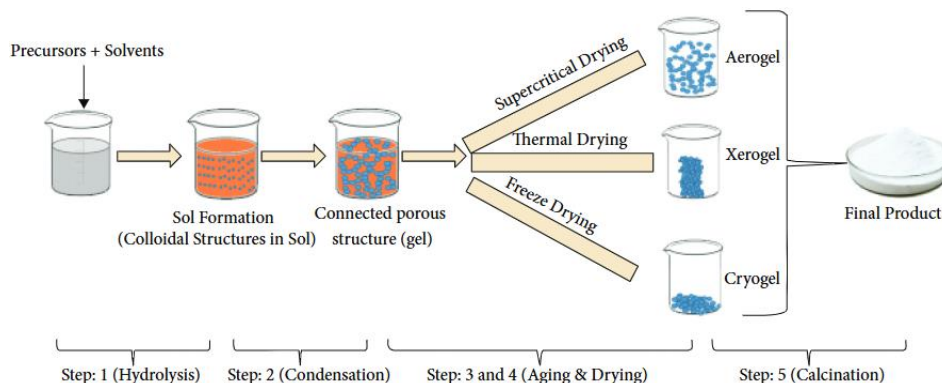 Precursors + Solvents
Sol Formation
(Colloidal Structures in Sol)
Connected porous
structure (gel)
Supercritical Drying
Thermal Drying
Freeze Drying
Aerogel
Xerogel
Cryogel
Final Product
Step: 1 (Hydrolysis)
Step: 2 (Condensation)
Step: 3 and 4 (Aging & Drying)
Step: 5 (Calcination)